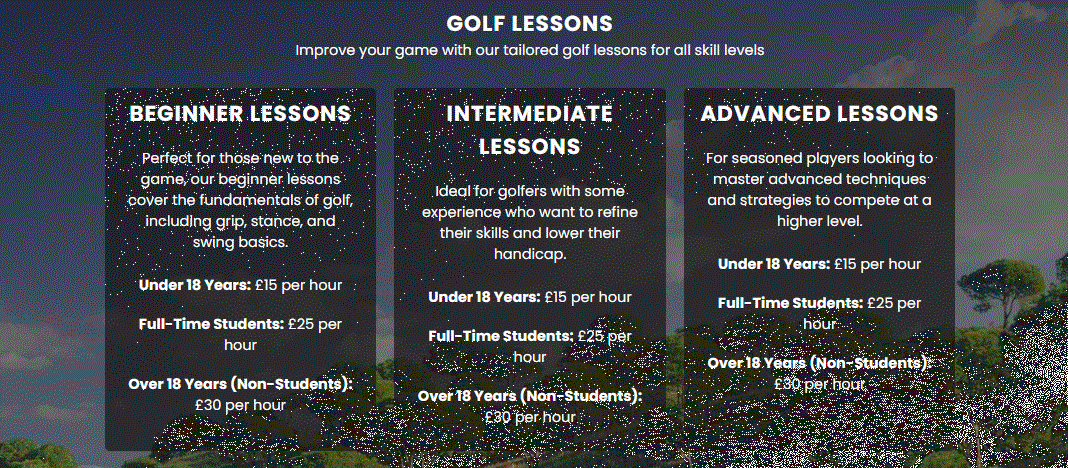 GOLF LESSONS
Improve your game with our tailored golf lessons for all skill levels
BEGINNER LESSONS
Perfect for those new to the
game, our beginner lessons
cover the fundamentals of golf,
including grip, stance, and
swing basics.
Under 18 Years: £15 per hour
Full-Time Students: £25 per
hour
Over 18 Years (Non-Students):
£30 per hour
INTERMEDIATE
LESSONS
Ideal for golfers with some
experience who want to refine
their skills and lower their
handicap.
Under 18 Years: £15 per hour
Full-Time Students: £25 per
hour
Over 18 Years (Non-Students):
£30 per hour
ADVANCED LESSONS
For seasoned players looking to
master advanced techniques
and strategies to compete at a
higher level.
Under 18 Years: £15 per hour
Full-Time Students: £25 per
hour
Over 18 Years (Non-Students):
£30 per hour